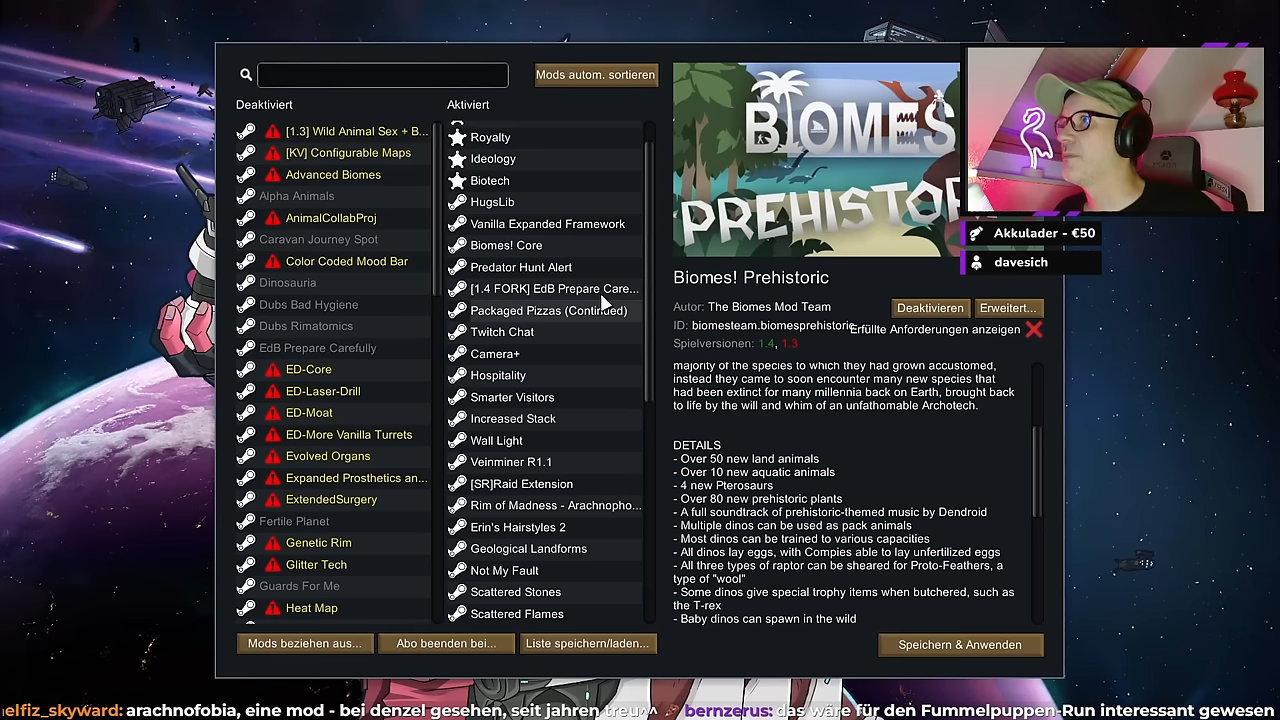 Mods autom. sortieren
Deaktiviert
[1.3] Wild Animal Sex + B...
[KV] Configurable Maps
Advanced Biomes
Alpha Animals
AnimalCollabProj
Caravan Journey Spot
Color Coded Mood Bar
Dinosauria
Dubs Bad Hygiene
Dubs Rimatomics
EdB Prepare Carefully
ED-Core
ED-Laser-Drill
ED-Moat
ED-More Vanilla Turrets
Evolved Organs
Expanded Prosthetics an...
ExtendedSurgery
Fertile Planet
Genetic Rim
Glitter Tech
Guards For Me
Heat Map
Aktiviert
Royalty
Ideology
Biotech
HugsLib
Vanilla Expanded Framework
Biomes! Core
Predator Hunt Alert
[1.4 FORK] EdB Prepare Care...
Packaged Pizzas (Continued)
Twitch Chat
Camera+
Hospitality
Smarter Visitors
Increased Stack
Wall Light
Veinminer R1.1
[SR]Raid Extension
Rim of Madness - Arachnopho...
Erin's Hairstyles 2
Geological Landforms
Not My Fault
Scattered Stones
Scattered Flames
Mods beziehen aus...
Abo beenden bei...
Liste speichern/laden...
BIOMES
PREHISTOR
Biomes! Prehistoric
Autor: The Biomes Mod Team
Deaktivieren
Erweitert...
ID: biomesteam.biomesprehistoric
Erfüllte Anforderungen anzeigen
Spielversionen: 1.4, 1.3
majority of the species to which they had grown accustomed,
instead they came to soon encounter many new species that
had been extinct for many millennia back on Earth, brought back
to life by the will and whim of an unfathomable Archotech.
DETAILS
- Over 50 new land animals
- Over 10 new aquatic animals
- 4 new Pterosaurs
- Over 80 new prehistoric plants
- A full soundtrack of prehistoric-themed music by Dendroid
- Multiple dinos can be used as pack animals
- Most dinos can be trained to various capacities
- All dinos lay eggs, with Compies able to lay unfertilized eggs
- All three types of raptor can be sheared for Proto-Feathers, a
type of "wool"
- Some dinos give special trophy items when butchered, such as
the T-rex
- Baby dinos can spawn in the wild
Speichern & Anwenden
Akkulader - €50
davesich
elfiz_skyward: arachnofobia, eine mod - bei denzel gesehen, seit jahren treu^^ bernzerus: das wäre für den Fummelpuppen-Run interessant gewesen